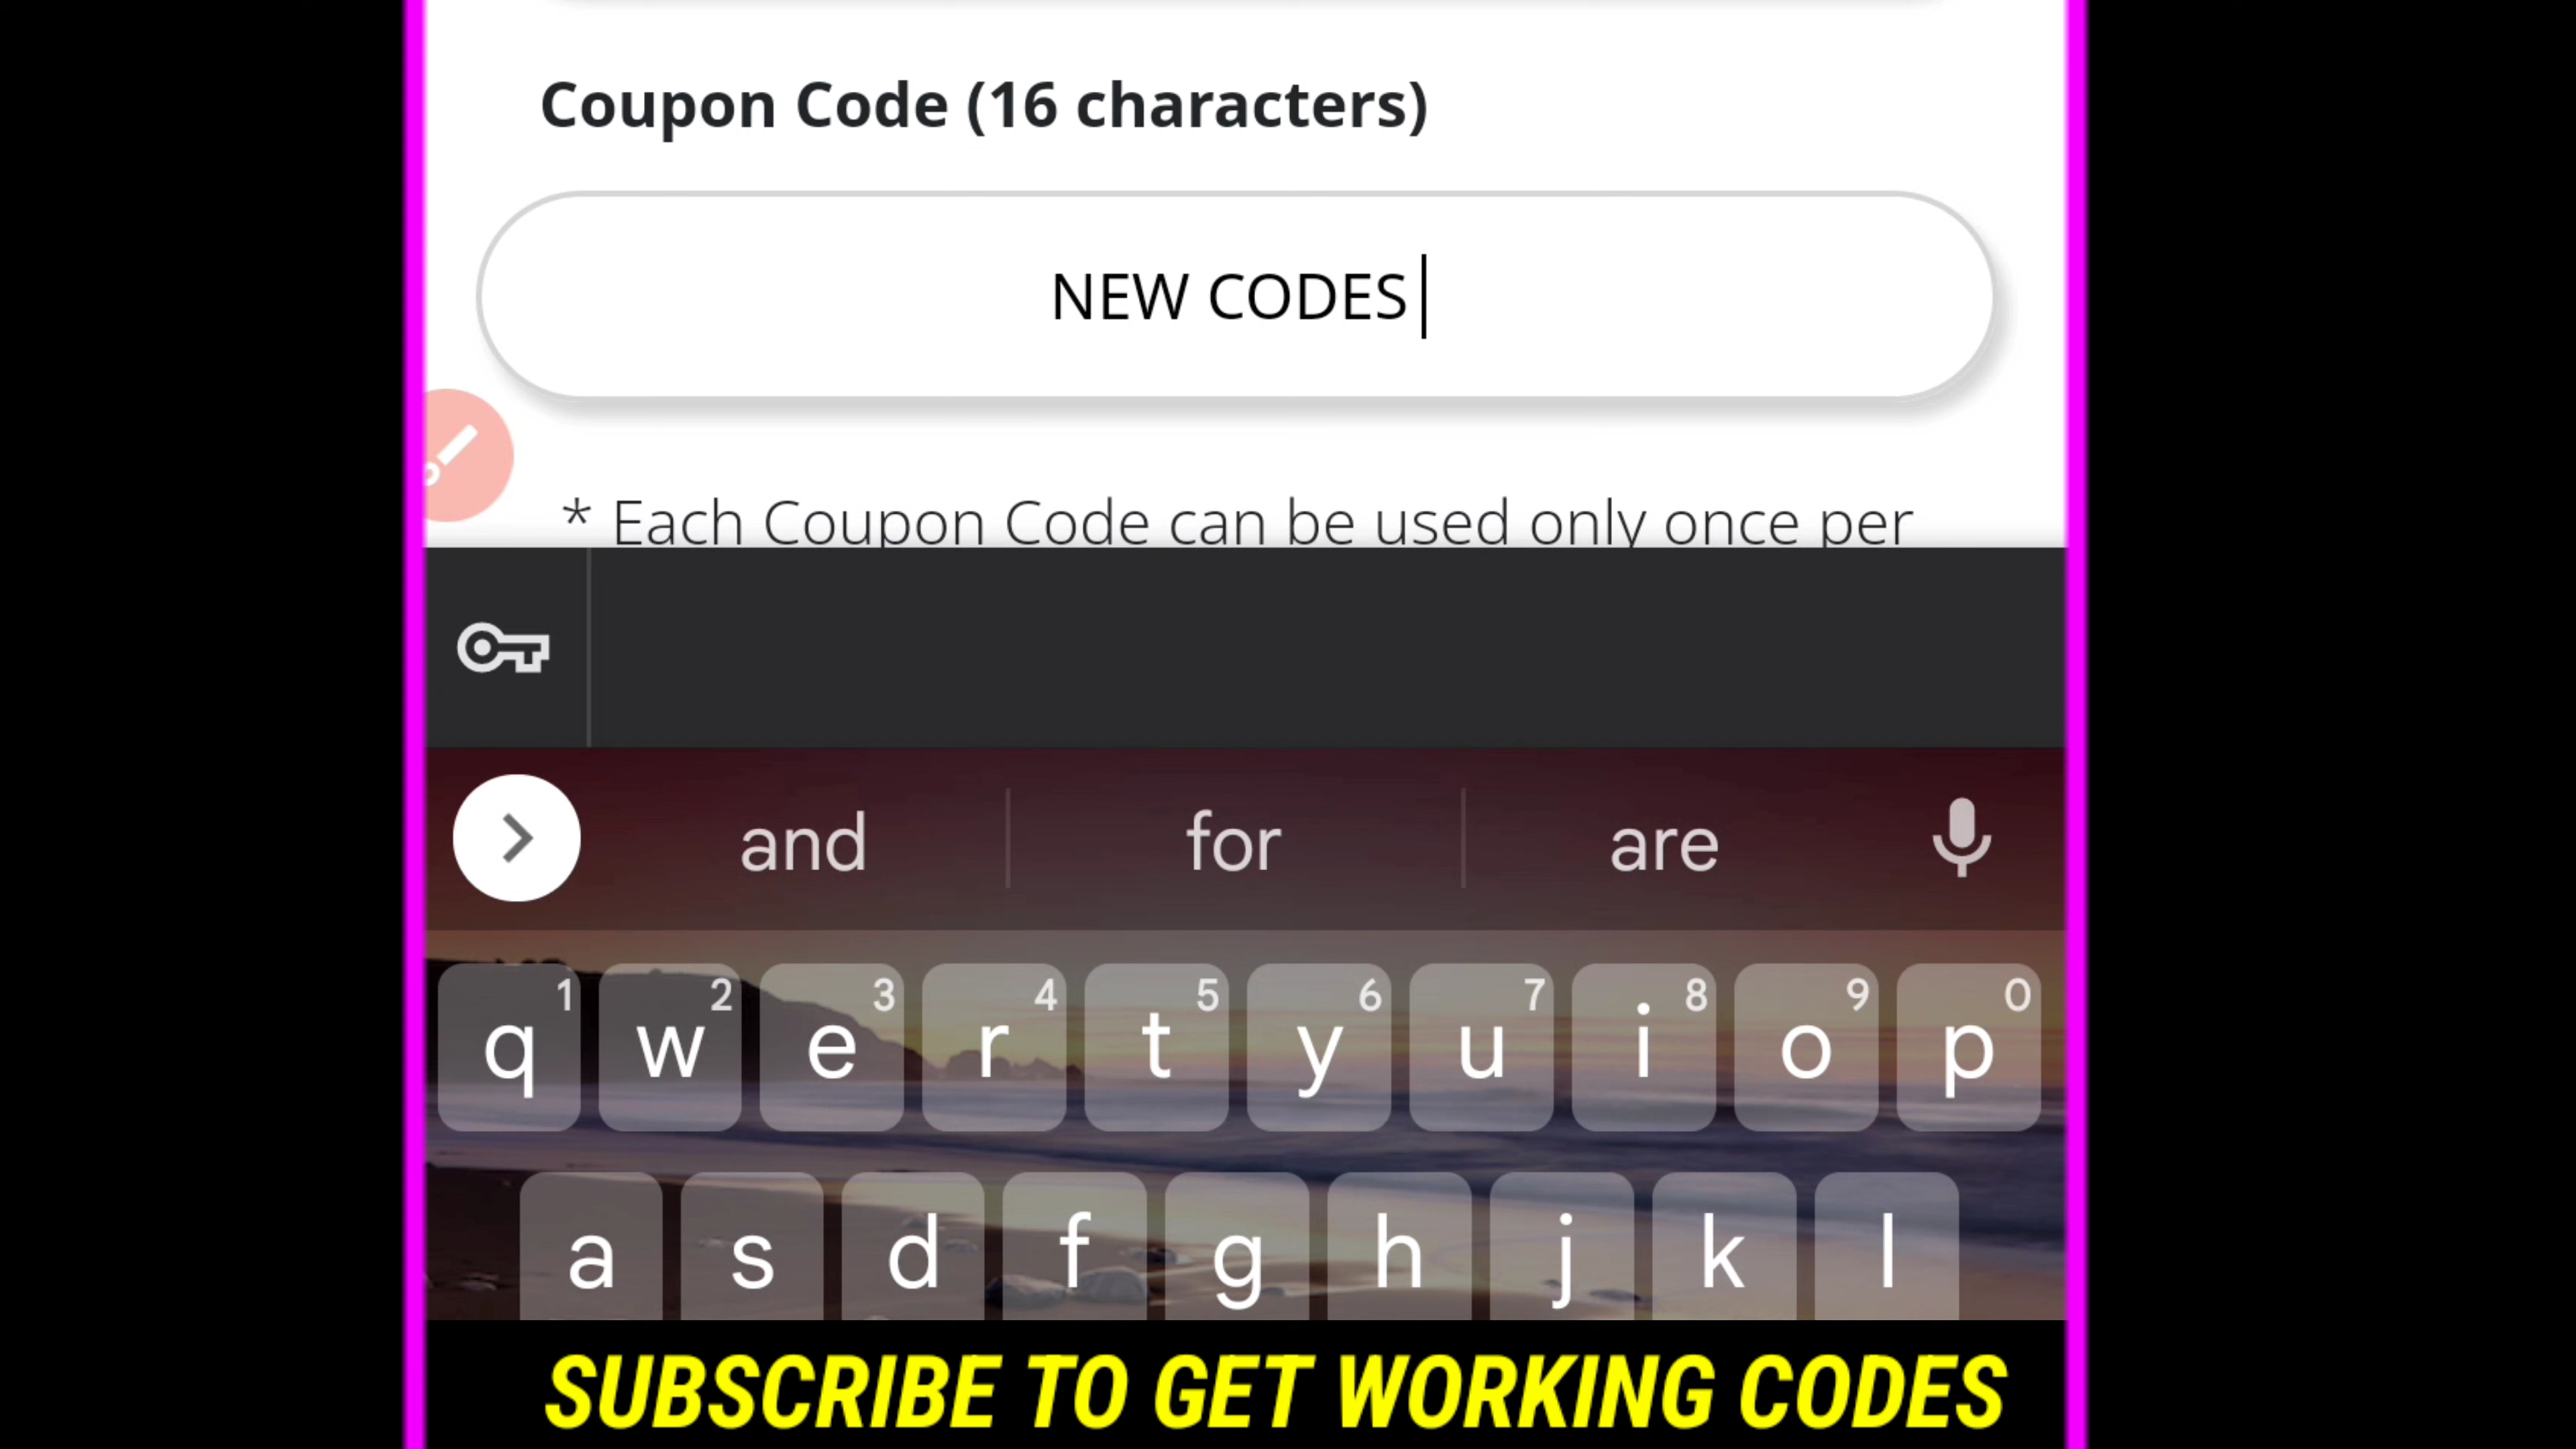 Coupon Code (16 characters)
NEW CODES
* Each Coupon Code can be used only once per
and for are
1 2 3 4 5 6 7 8 9 0
q w e r t y u i o p
a s d f g h j k l
SUBSCRIBE TO GET WORKING CODES